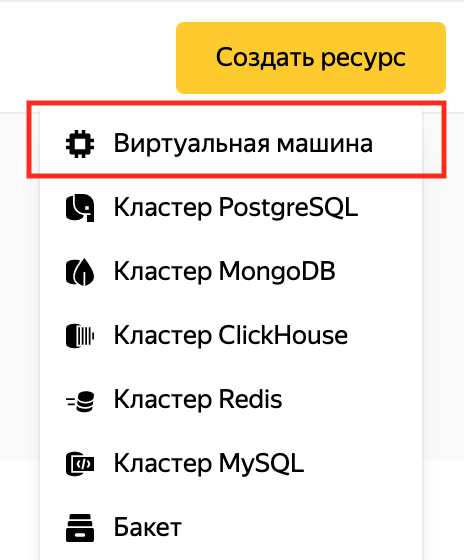 Создать ресурс
Виртуальная машина
Кластер PostgreSQL
Кластер MongoDB
Кластер ClickHouse
Кластер Redis
Кластер MySQL
Бакет